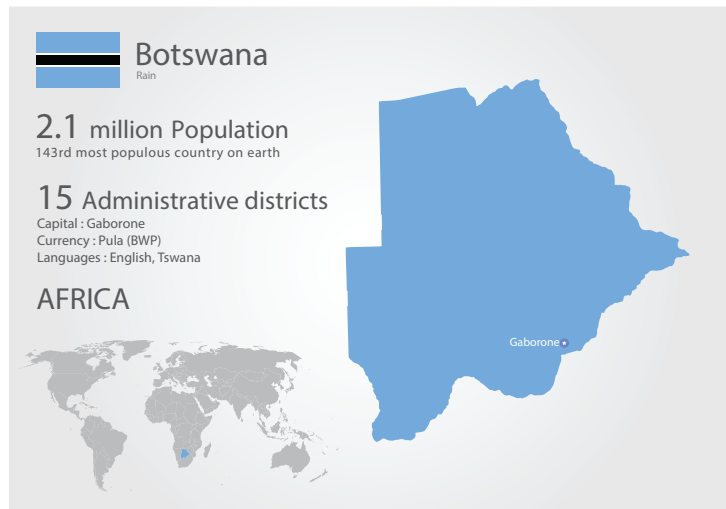 Botswana
Rain
2.1 million Population
143rd most populous country on earth
15 Administrative districts
Capital : Gaborone
Currency : Pula (BWP)
Languages : English, Tswana
AFRICA
Gaborone